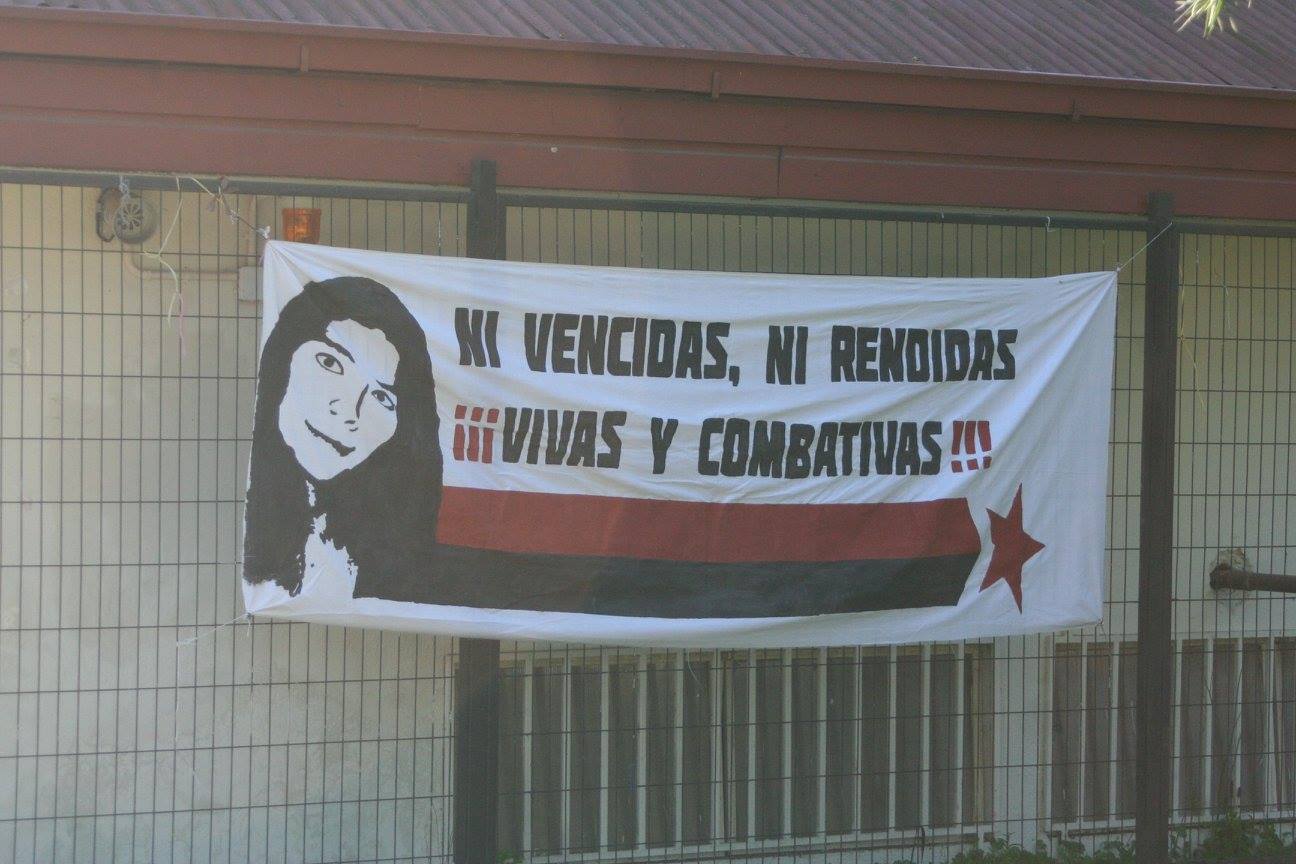 NI VENCIDAS, NI RENDIDAS
¡¡¡VIVAS Y COMBATIVAS!!!